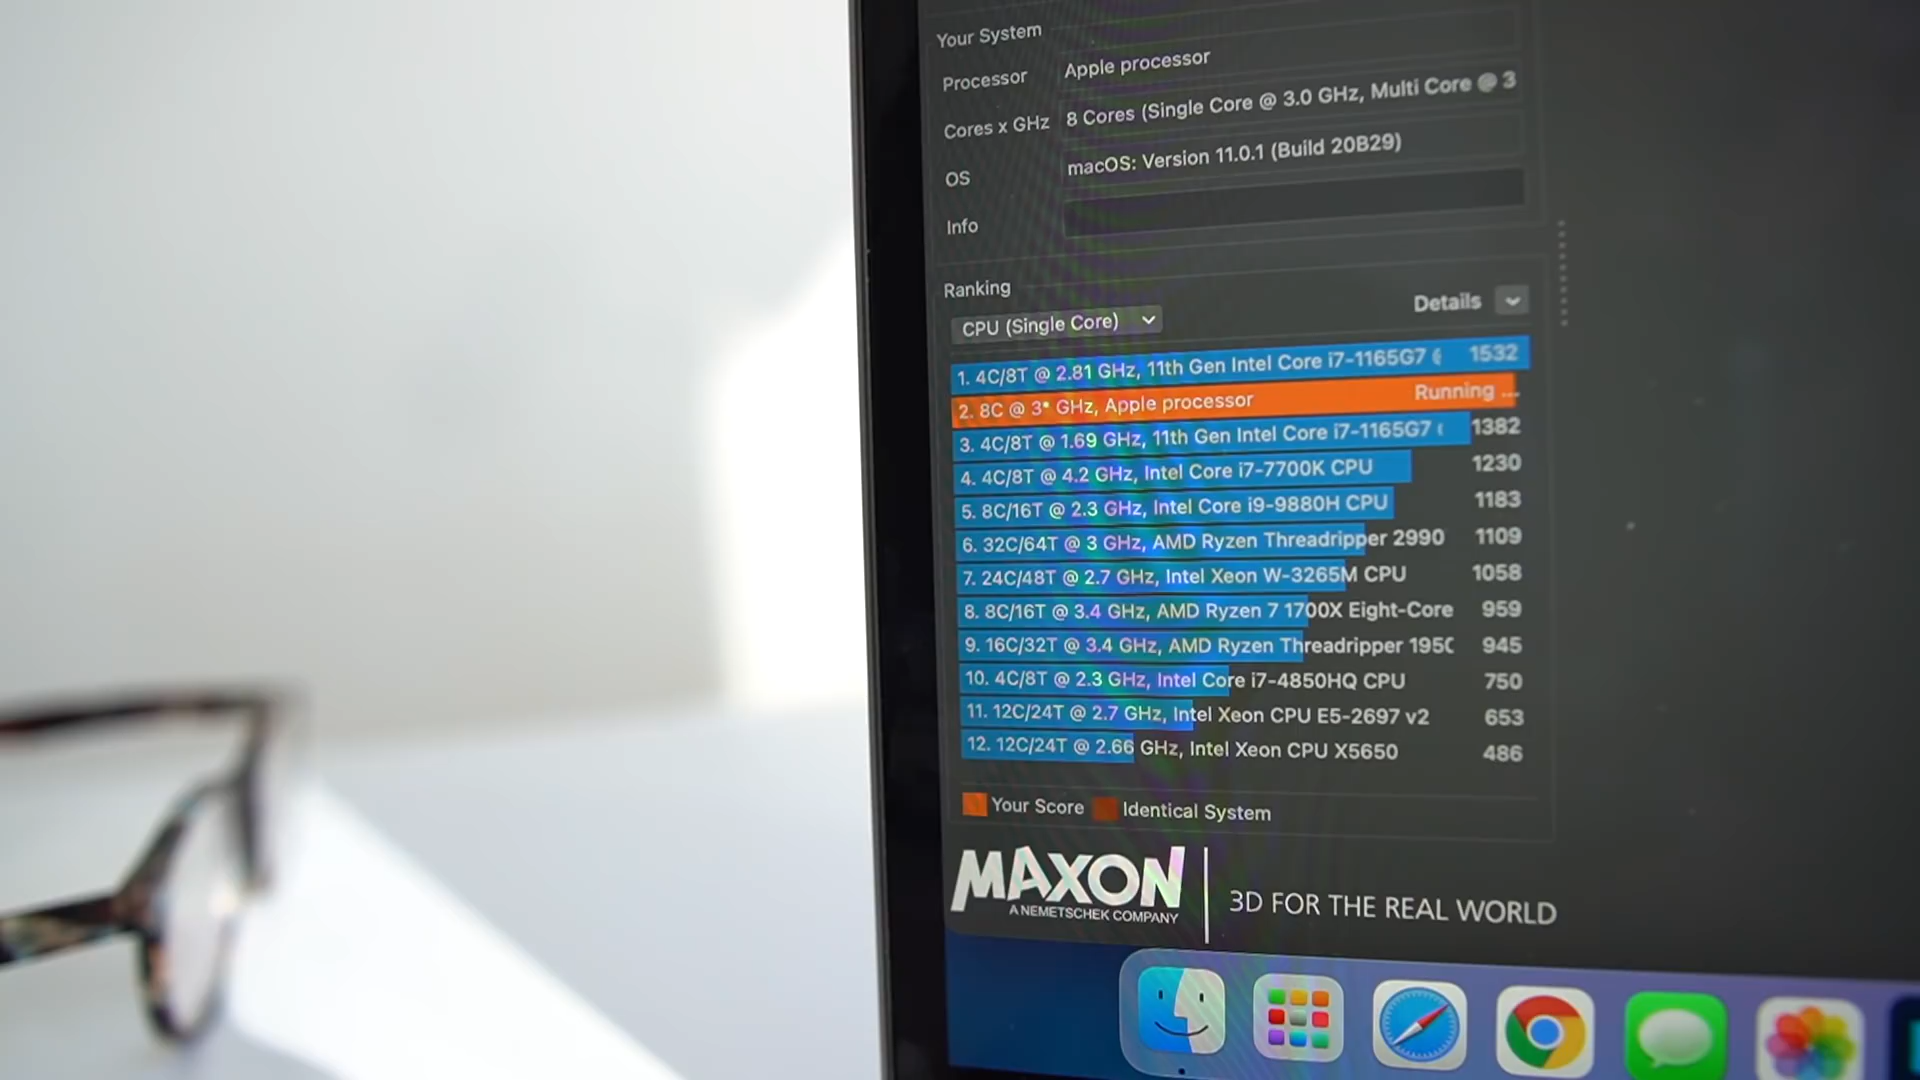 Your System
Processor Apple processor
Cores x GHz 8 Cores (Single Core @ 3.0 GHz, Multi Core @ 3
OS macOS: Version 11.0.1 (Build 20B29)
Info
Ranking
CPU (Single Core) Details
1. 4C/8T @ 2.81 GHz, 11th Gen Intel Core i7-1165G7 1532
2. 8C @ 3* GHz, Apple processor Running ...
3. 4C/8T @ 1.69 GHz, 11th Gen Intel Core i7-1165G7 1382
4. 4C/8T @ 4.2 GHz, Intel Core i7-7700K CPU 1230
5. 8C/16T @ 2.3 GHz, Intel Core i9-9880H CPU 1183
6. 32C/64T @ 3 GHz, AMD Ryzen Threadripper 2990 1109
7. 24C/48T @ 2.7 GHz, Intel Xeon W-3265M CPU 1058
8. 8C/16T @ 3.4 GHz, AMD Ryzen 7 1700X Eight-Core 959
9. 16C/32T @ 3.4 GHz, AMD Ryzen Threadripper 195 945
10. 4C/8T @ 2.3 GHz, Intel Core i7-4850HQ CPU 750
11. 12C/24T @ 2.7 GHz, Intel Xeon CPU E5-2697 v2 653
12. 12C/24T @ 2.66 GHz, Intel Xeon CPU X5650 486
Your Score Identical System
MAXON
A NEMETSCHEK COMPANY
3D FOR THE REAL WORLD